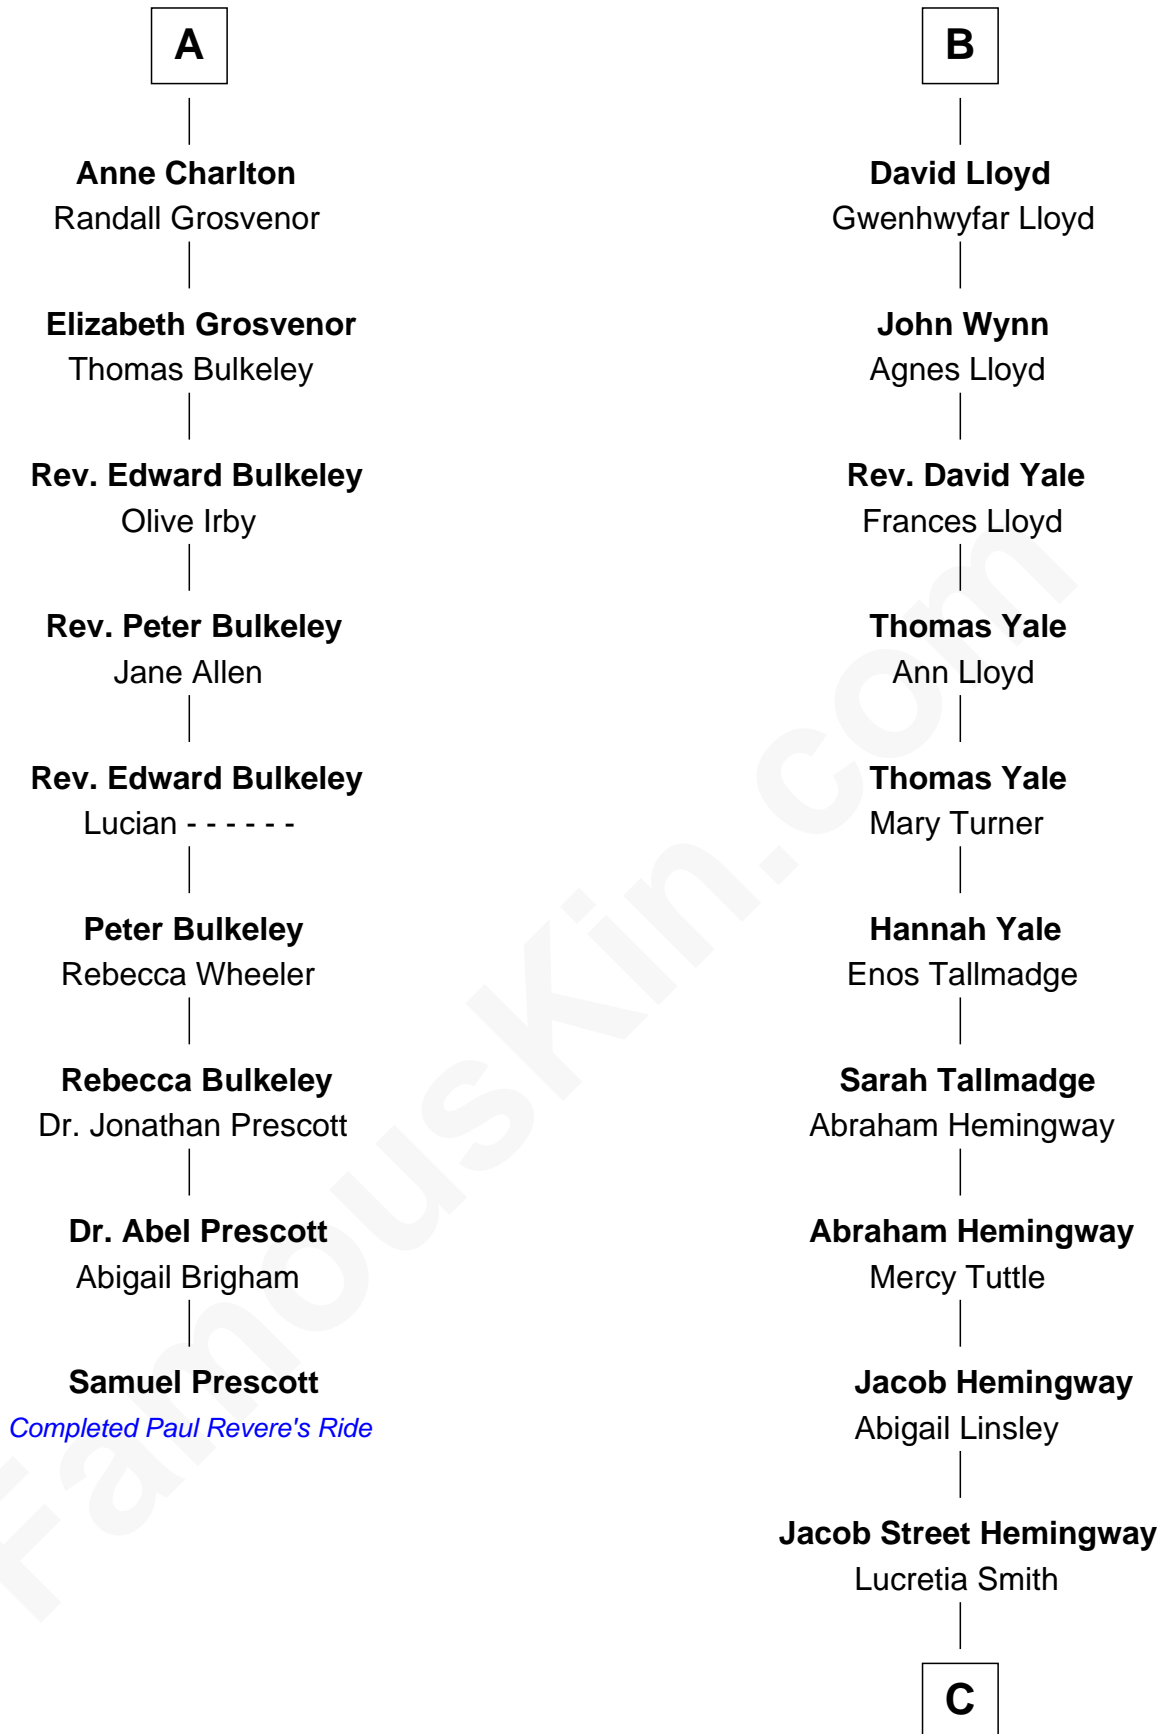 A
Anne Charlton
Randall Grosvenor
Elizabeth Grosvenor
Thomas Bulkeley
Rev. Edward Bulkeley
Olive Irby
Rev. Peter Bulkeley
Jane Allen
Rev. Edward Bulkeley
Lucian - - - - - -
Peter Bulkeley
Rebecca Wheeler
Rebecca Bulkeley
Dr. Jonathan Prescott
Dr. Abel Prescott
Abigail Brigham
Samuel Prescott
Completed Paul Revere's Ride
B
David Lloyd
Gwenhwyfar Lloyd
John Wynn
Agnes Lloyd
Rev. David Yale
Frances Lloyd
Thomas Yale
Ann Lloyd
Thomas Yale
Mary Turner
Hannah Yale
Enos Tallmadge
Sarah Tallmadge
Abraham Hemingway
Abraham Hemingway
Mercy Tuttle
Jacob Hemingway
Abigail Linsley
Jacob Street Hemingway
Lucretia Smith
C
FamousKin.com